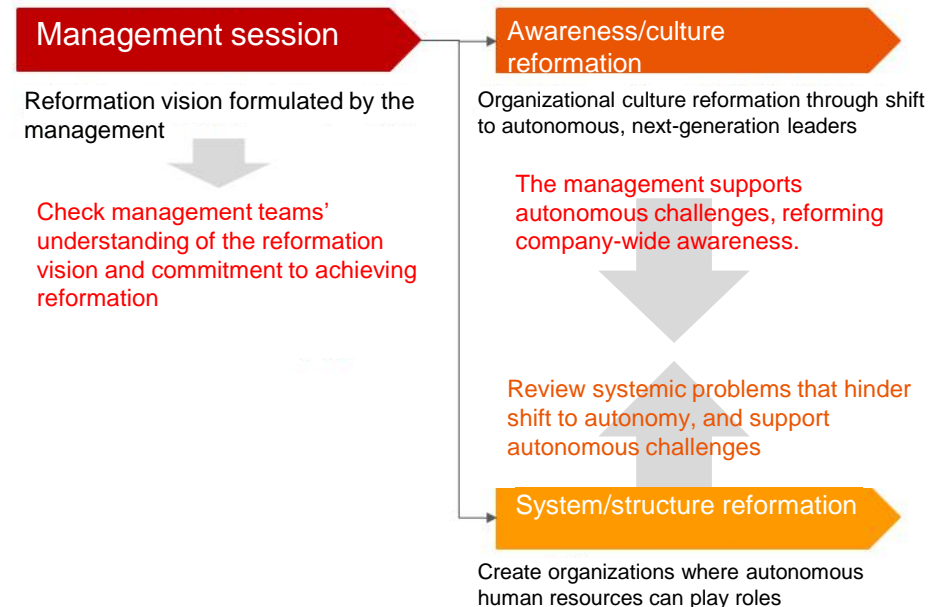 Management session
Reformation vision formulated by the
management
Check management teams’
understanding of the reformation
vision and commitment to achieving
reformation
Awareness/culture
reformation
Organizational culture reformation through shift
to autonomous, next-generation leaders
The management supports
autonomous challenges, reforming
company-wide awareness.
Review systemic problems that hinder
shift to autonomy, and support
autonomous challenges
System/structure reformation
Create organizations where autonomous
human resources can play roles